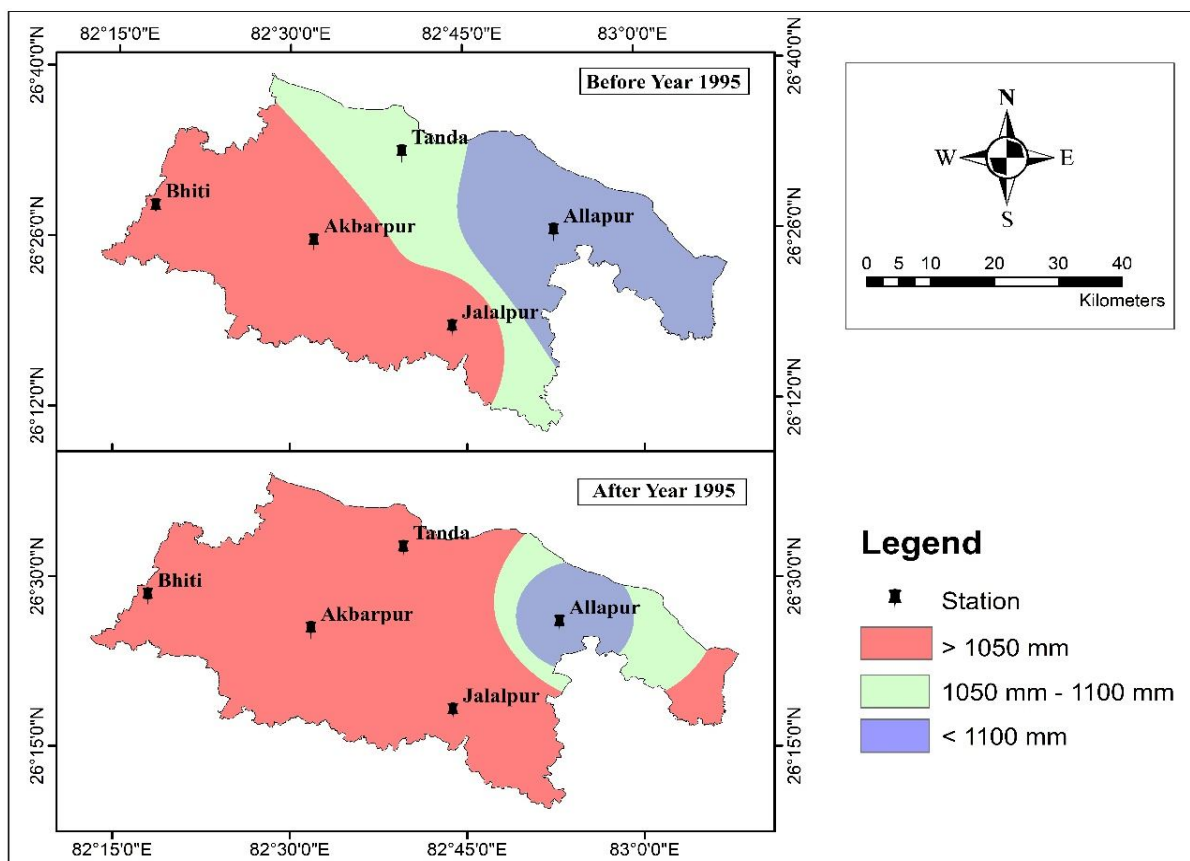 82°15'0"E 82°30'0"E 82°45'0"E 83°0'0"E
26°40'0"N
26°40'0"N
Before Year 1995
Tanda
Bhiti
Allapur
Akbarpur
26°26'0"N
26°26'0"N
Jalalpur
26°12'0"N
26°12'0"N
After Year 1995
Tanda
26°30'0"N
26°30'0"N
Bhiti
Allapur
Akbarpur
Jalalpur
26°15'0"N
26°15'0"N
82°15'0"E 82°30'0"E 82°45'0"E 83°0'0"E
N
W E
S
0 5 10 20 30 40
Kilometers
Legend
Station
> 1050 mm
1050 mm - 1100 mm
< 1100 mm